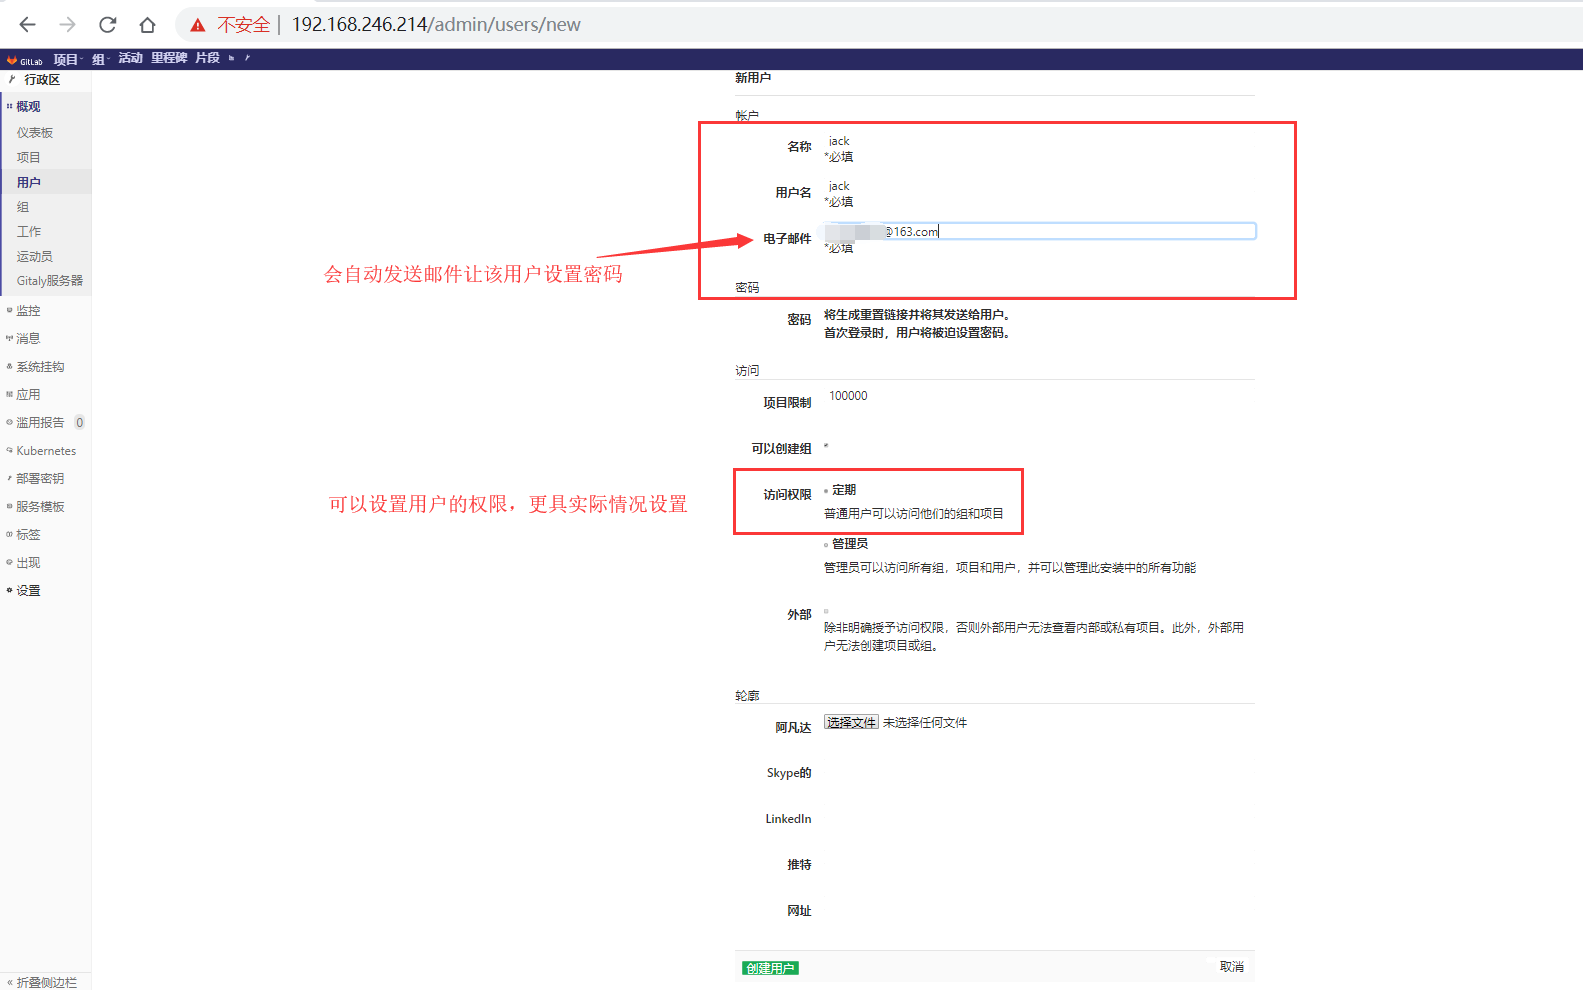 不安全 | 192.168.246.214/admin/users/new
GitLab 项目 组 活动 里程碑 片段
行政区
概观
仪表板
项目
用户
组
工作
运动员
Gitaly服务器
监控
消息
系统挂钩
应用
滥用报告 0
Kubernetes
部署密钥
服务模板
标签
出现
设置
« 折叠侧边栏
新用户
帐户
名称 jack
*必填
用户名 jack
*必填
电子邮件 @163.com
*必填
会自动发送邮件让该用户设置密码
密码
密码 将生成重置链接并将其发送给用户。
首次登录时，用户将被迫设置密码。
访问
项目限制 100000
可以创建组
访问权限 定期
普通用户可以访问他们的组和项目
可以设置用户的权限，更具实际情况设置
管理员
管理员可以访问所有组，项目和用户，并可以管理此安装中的所有功能
外部
除非明确授予访问权限，否则外部用户无法查看内部或私有项目。此外，外部用
户无法创建项目或组。
轮廓
阿凡达 选择文件 未选择任何文件
Skype的
LinkedIn
推特
网址
创建用户 取消